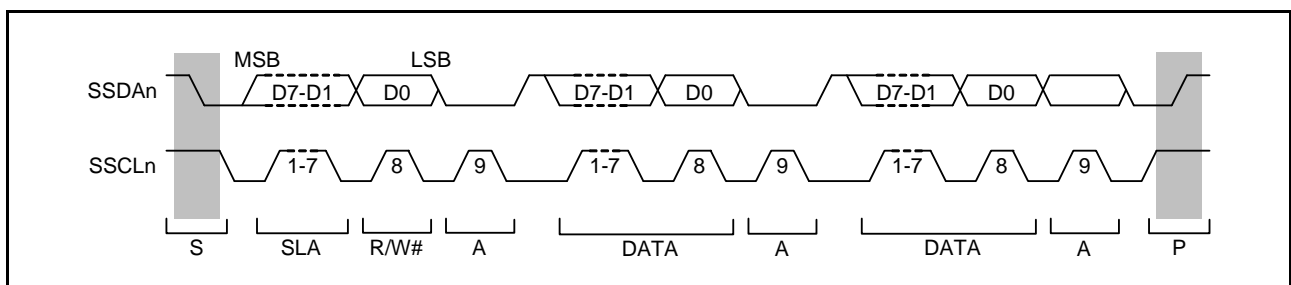 MSB LSB
SSDAn D7-D1 D0 D7-D1 D0 D7-D1 D0
SSCLn 1-7 8 9 1-7 8 9 1-7 8 9
S SLA R/W# A DATA A DATA A P